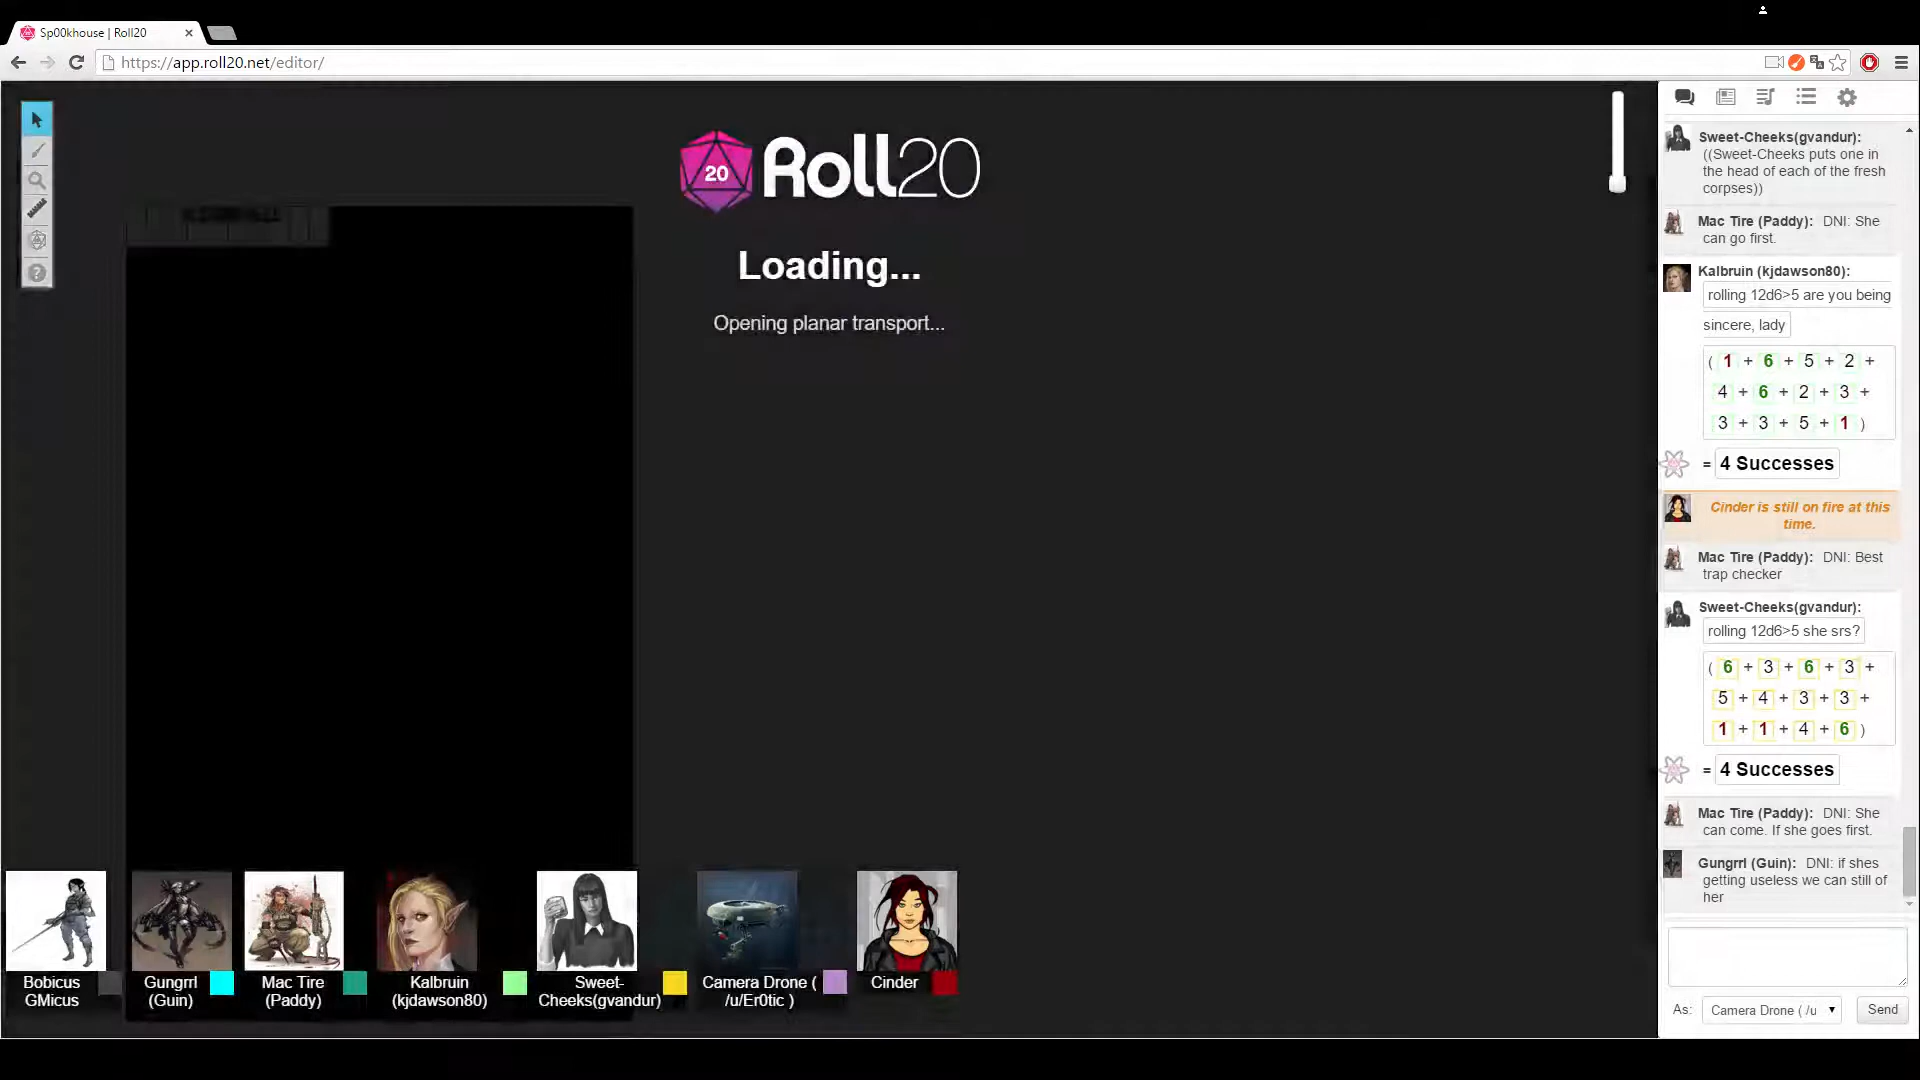 Sp00khouse | Roll20
https://app.roll20.net/editor/
20 Roll20
Loading...
Opening planar transport...
Sweet-Cheeks(gvandur):
((Sweet-Cheeks puts one in
the head of each of the fresh
corpses))
Mac Tire (Paddy): DNI: She
can go first.
Kalbruin (kjdawson80):
rolling 12d6>5 are you being
sincere, lady
( 1 + 6 + 5 + 2 +
4 + 6 + 2 + 3 +
3 + 3 + 5 + 1 )
= 4 Successes
Cinder is still on fire at this
time.
Mac Tire (Paddy): DNI: Best
trap checker
Sweet-Cheeks(gvandur):
rolling 12d6>5 she srs?
( 6 + 3 + 6 + 3 +
5 + 4 + 3 + 3 +
1 + 1 + 4 + 6 )
= 4 Successes
Mac Tire (Paddy): DNI: She
can come. If she goes first.
Gungrrl (Guin): DNI: if shes
getting useless we can still of
her
As: Camera Drone ( /u Send
Bobicus
GMicus
Gungrrl
(Guin)
Mac Tire
(Paddy)
Kalbruin
(kjdawson80)
Sweet-
Cheeks(gvandur)
Camera Drone (
/u/Er0tic )
Cinder